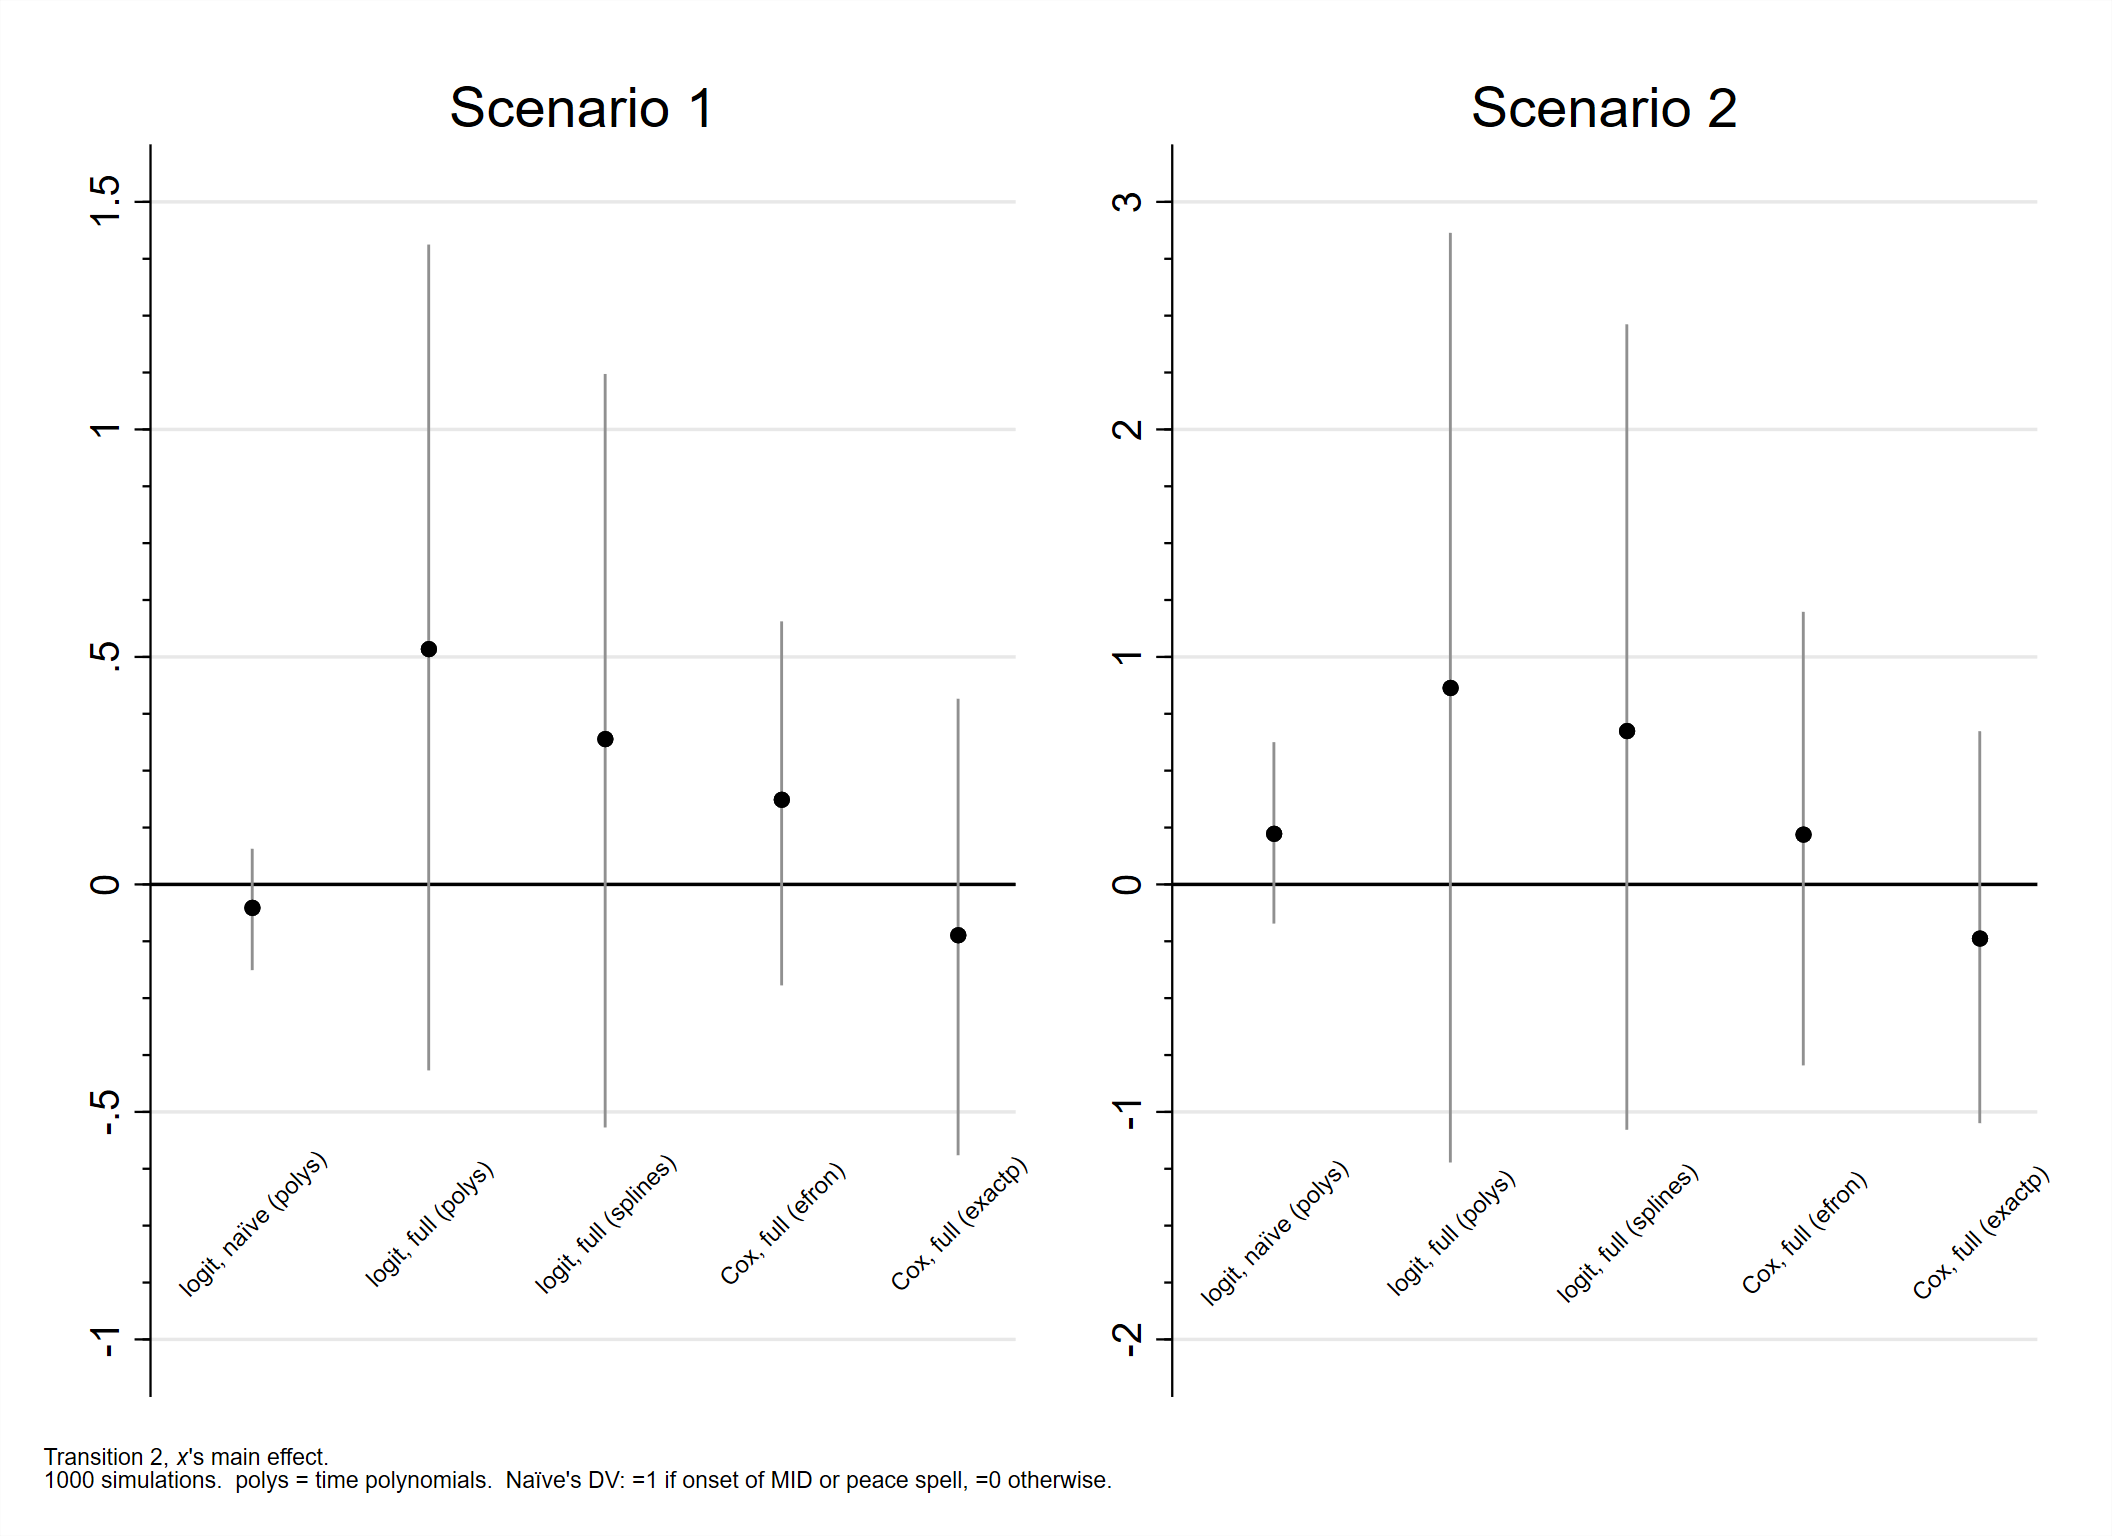 Scenario 1
1.5
1
.5
0
-.5
-1
logit, naïve (polys)
logit, full (polys)
logit, full (splines)
Cox, full (efron)
Cox, full (exactp)
Scenario 2
3
2
1
0
-1
-2
logit, naïve (polys)
logit, full (polys)
logit, full (splines)
Cox, full (efron)
Cox, full (exactp)
Transition 2, x's main effect.
1000 simulations.  polys = time polynomials.  Naïve's DV: =1 if onset of MID or peace spell, =0 otherwise.